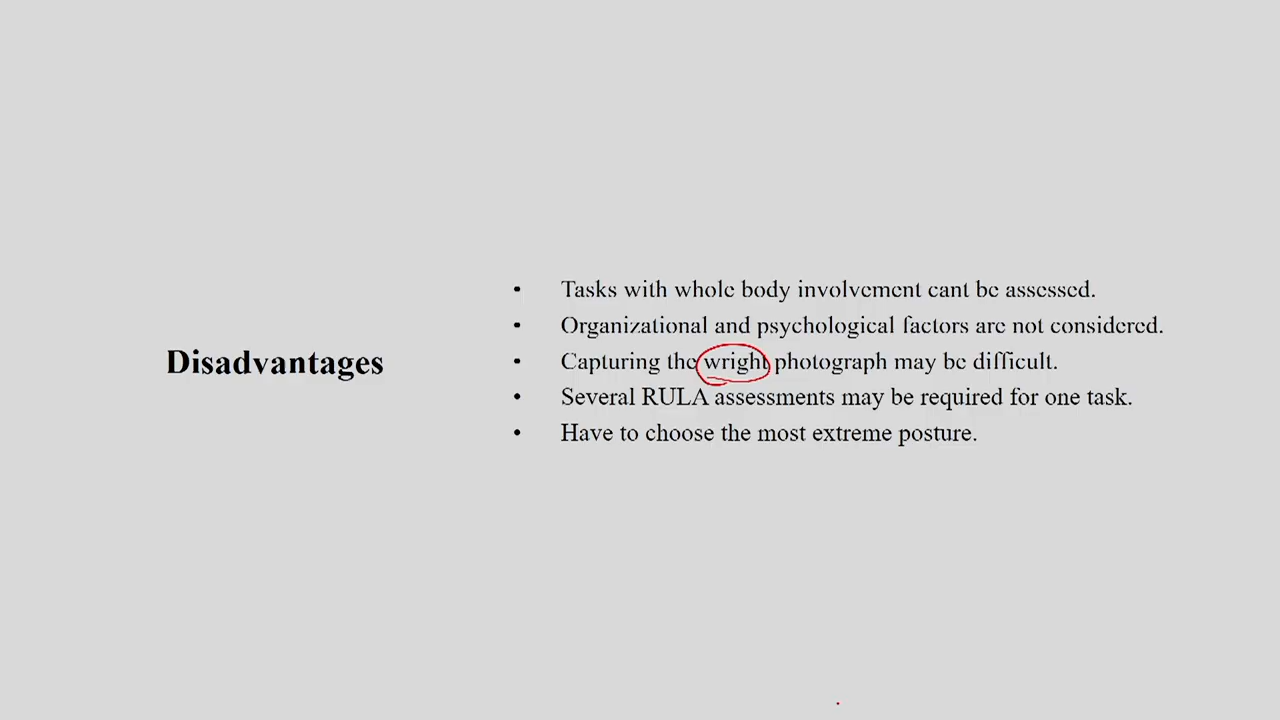 Disadvantages
• Tasks with whole body involvement cant be assessed.
• Organizational and psychological factors are not considered.
• Capturing the wright photograph may be difficult.
• Several RULA assessments may be required for one task.
• Have to choose the most extreme posture.